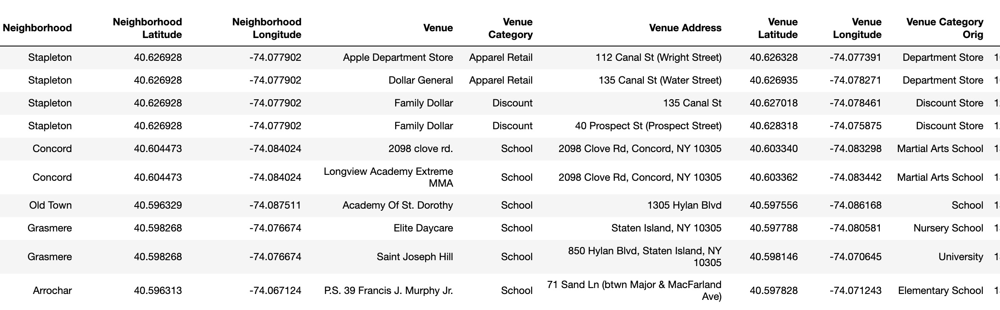 Neighborhood Neighborhood Latitude Neighborhood Longitude Venue Venue Category Venue Address Venue Latitude Venue Longitude Venue Category Orig
Stapleton 40.626928 -74.077902 Apple Department Store Apparel Retail 112 Canal St (Wright Street) 40.626328 -74.077391 Department Store
Stapleton 40.626928 -74.077902 Dollar General Apparel Retail 135 Canal St (Water Street) 40.626935 -74.078271 Department Store
Stapleton 40.626928 -74.077902 Family Dollar Discount 135 Canal St 40.627018 -74.078461 Discount Store
Stapleton 40.626928 -74.077902 Family Dollar Discount 40 Prospect St (Prospect Street) 40.628318 -74.075875 Discount Store
Concord 40.604473 -74.084024 2098 clove rd. School 2098 Clove Rd, Concord, NY 10305 40.603340 -74.083298 Martial Arts School
Concord 40.604473 -74.084024 Longview Academy Extreme MMA School 2098 Clove Rd, Concord, NY 10305 40.603362 -74.083442 Martial Arts School
Old Town 40.596329 -74.087511 Academy Of St. Dorothy School 1305 Hylan Blvd 40.597556 -74.086168 School
Grasmere 40.598268 -74.076674 Elite Daycare School Staten Island, NY 10305 40.597788 -74.080581 Nursery School
Grasmere 40.598268 -74.076674 Saint Joseph Hill School 850 Hylan Blvd, Staten Island, NY 10305 40.598146 -74.070645 University
Arrochar 40.596313 -74.067124 P.S. 39 Francis J. Murphy Jr. School 71 Sand Ln (btwn Major & MacFarland Ave) 40.597828 -74.071243 Elementary School